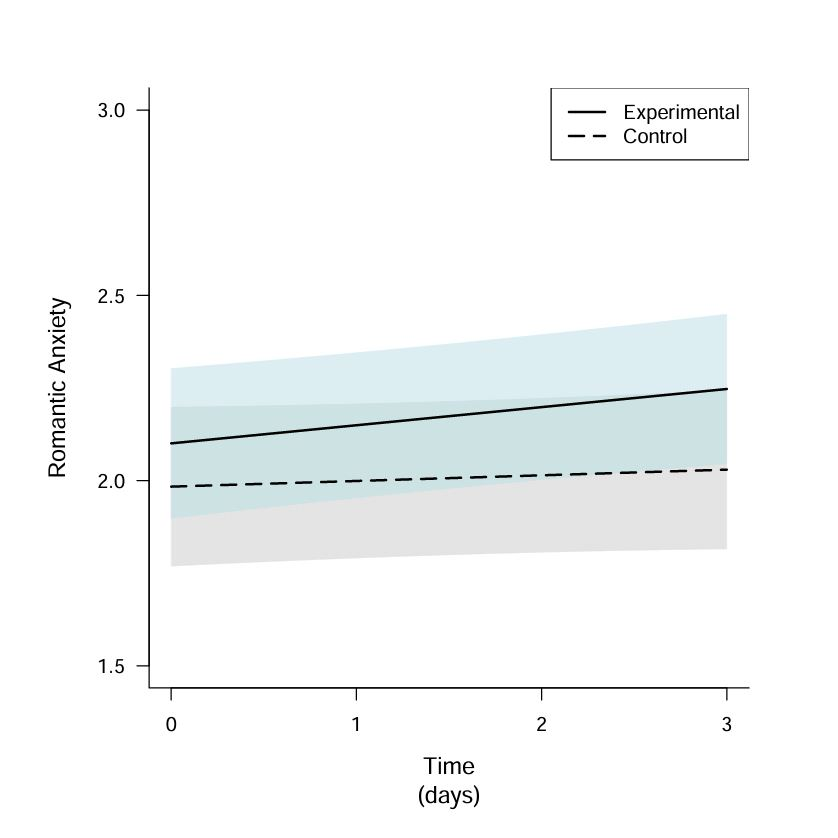 3.0
2.5
2.0
1.5
Romantic Anxiety
Experimental
Control
0 1 2 3
Time
(days)